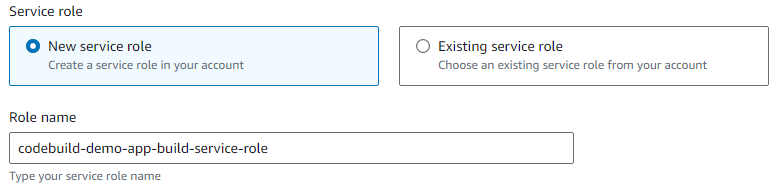 Service role
New service role
Create a service role in your account
Existing service role
Choose an existing service role from your account
Role name
codebuild-demo-app-build-service-role
Type your service role name